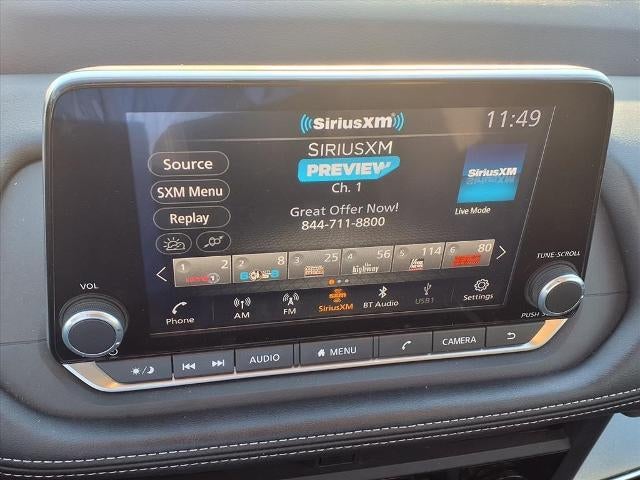 SiriusXM
11:49
SIRIUSXM
PREVIEW
Ch. 1
Great Offer Now!
844-711-8800
Source
SXM Menu
Replay
SiriusXM
Live Mode
1 2
2 8
3 25
4 56
the highway
5 114
6 80
Phone
AM
FM
SXM
SiriusXM
BT Audio
USB1
Settings
VOL
TUNE·SCROLL
PUSH
AUDIO
MENU
CAMERA